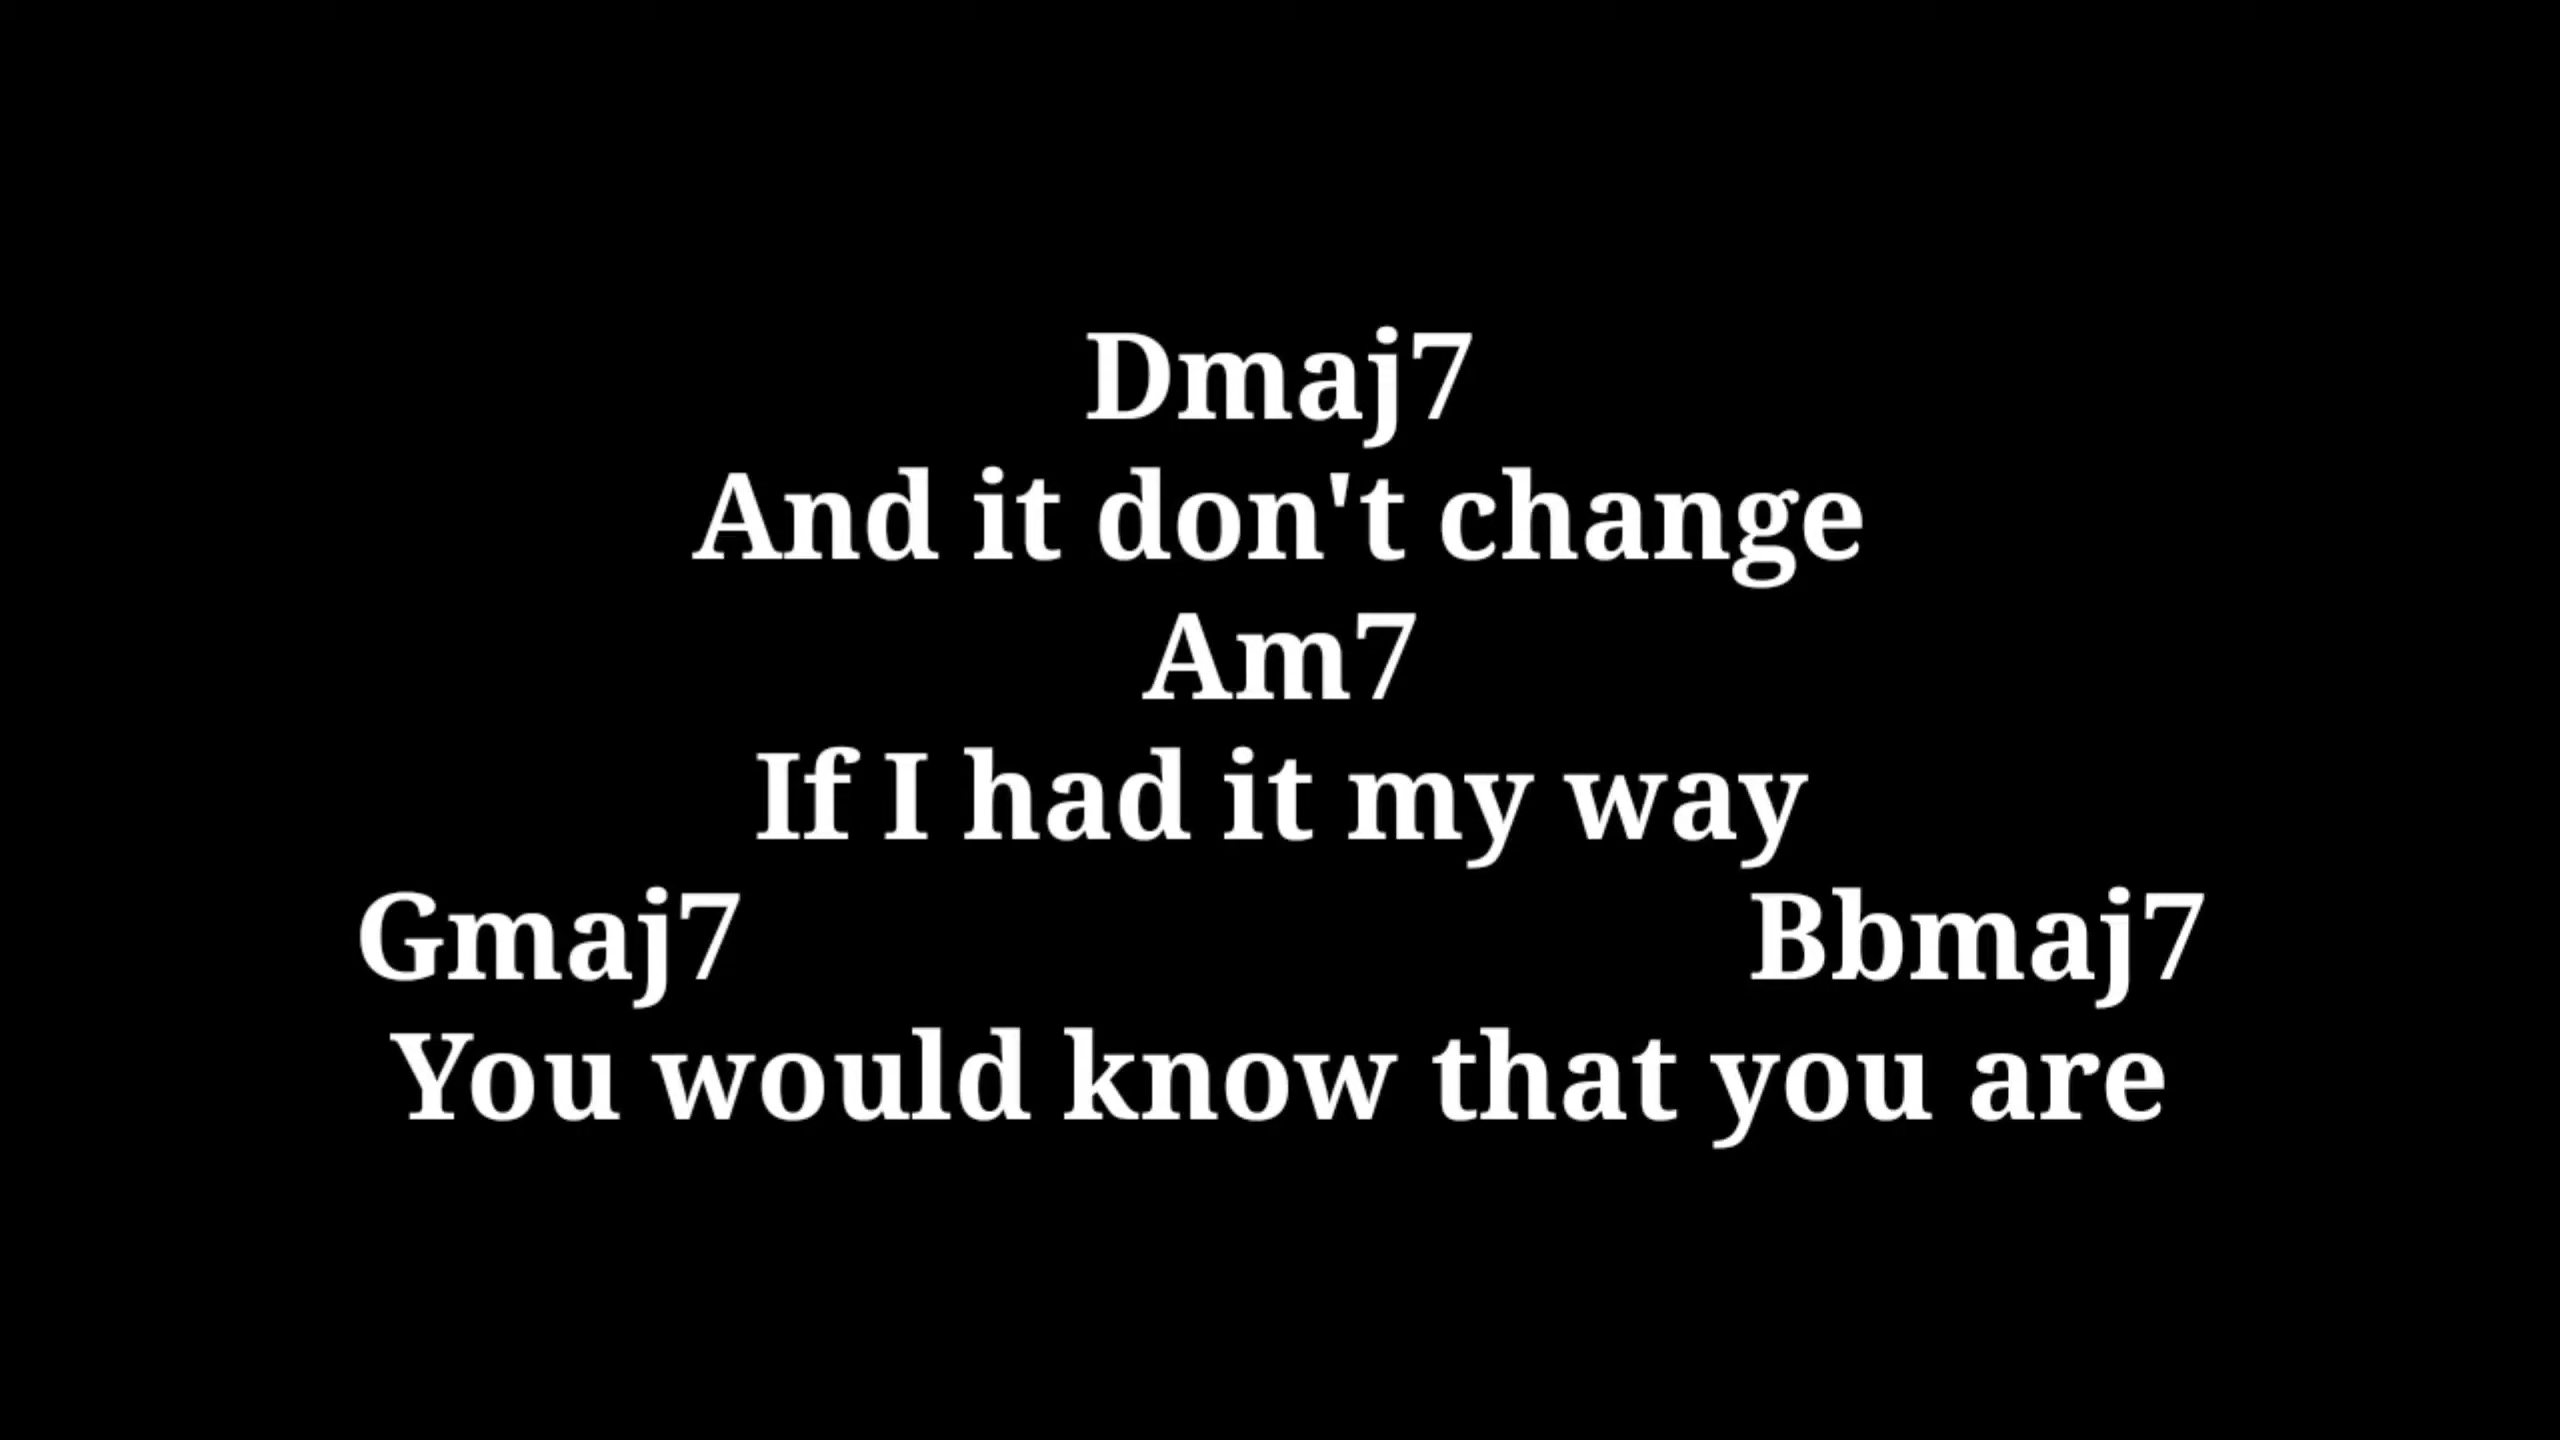 Dmaj7
And it don't change
Am7
If I had it my way
Gmaj7 Bbmaj7
You would know that you are